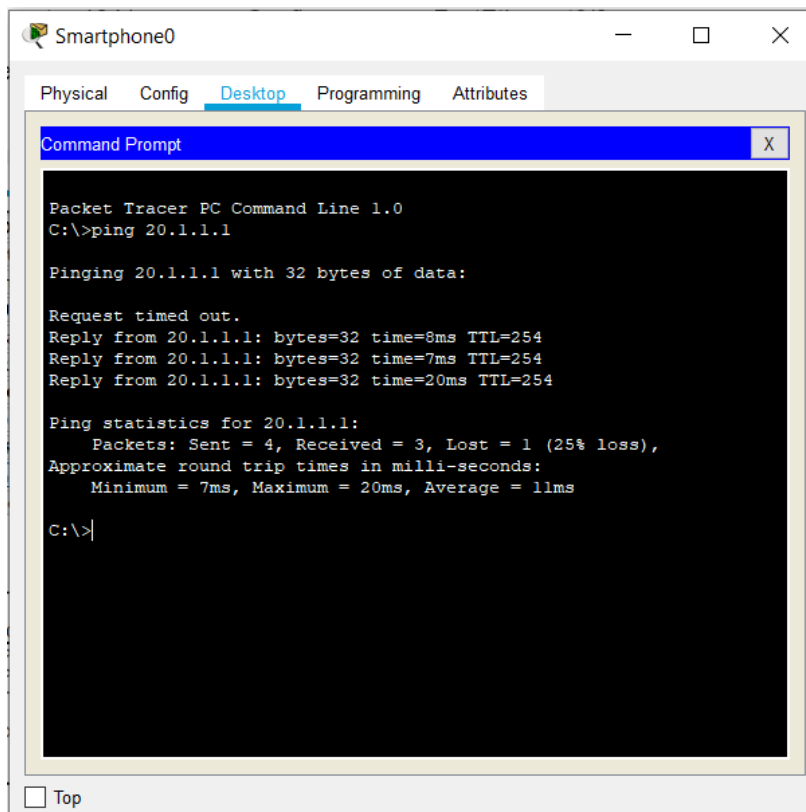 Smartphone0
Physical Config Desktop Programming Attributes
Command Prompt X
Packet Tracer PC Command Line 1.0
C:\>ping 20.1.1.1
Pinging 20.1.1.1 with 32 bytes of data:
Request timed out.
Reply from 20.1.1.1: bytes=32 time=8ms TTL=254
Reply from 20.1.1.1: bytes=32 time=7ms TTL=254
Reply from 20.1.1.1: bytes=32 time=20ms TTL=254
Ping statistics for 20.1.1.1:
Packets: Sent = 4, Received = 3, Lost = 1 (25% loss),
Approximate round trip times in milli-seconds:
Minimum = 7ms, Maximum = 20ms, Average = 11ms
C:\>
Top